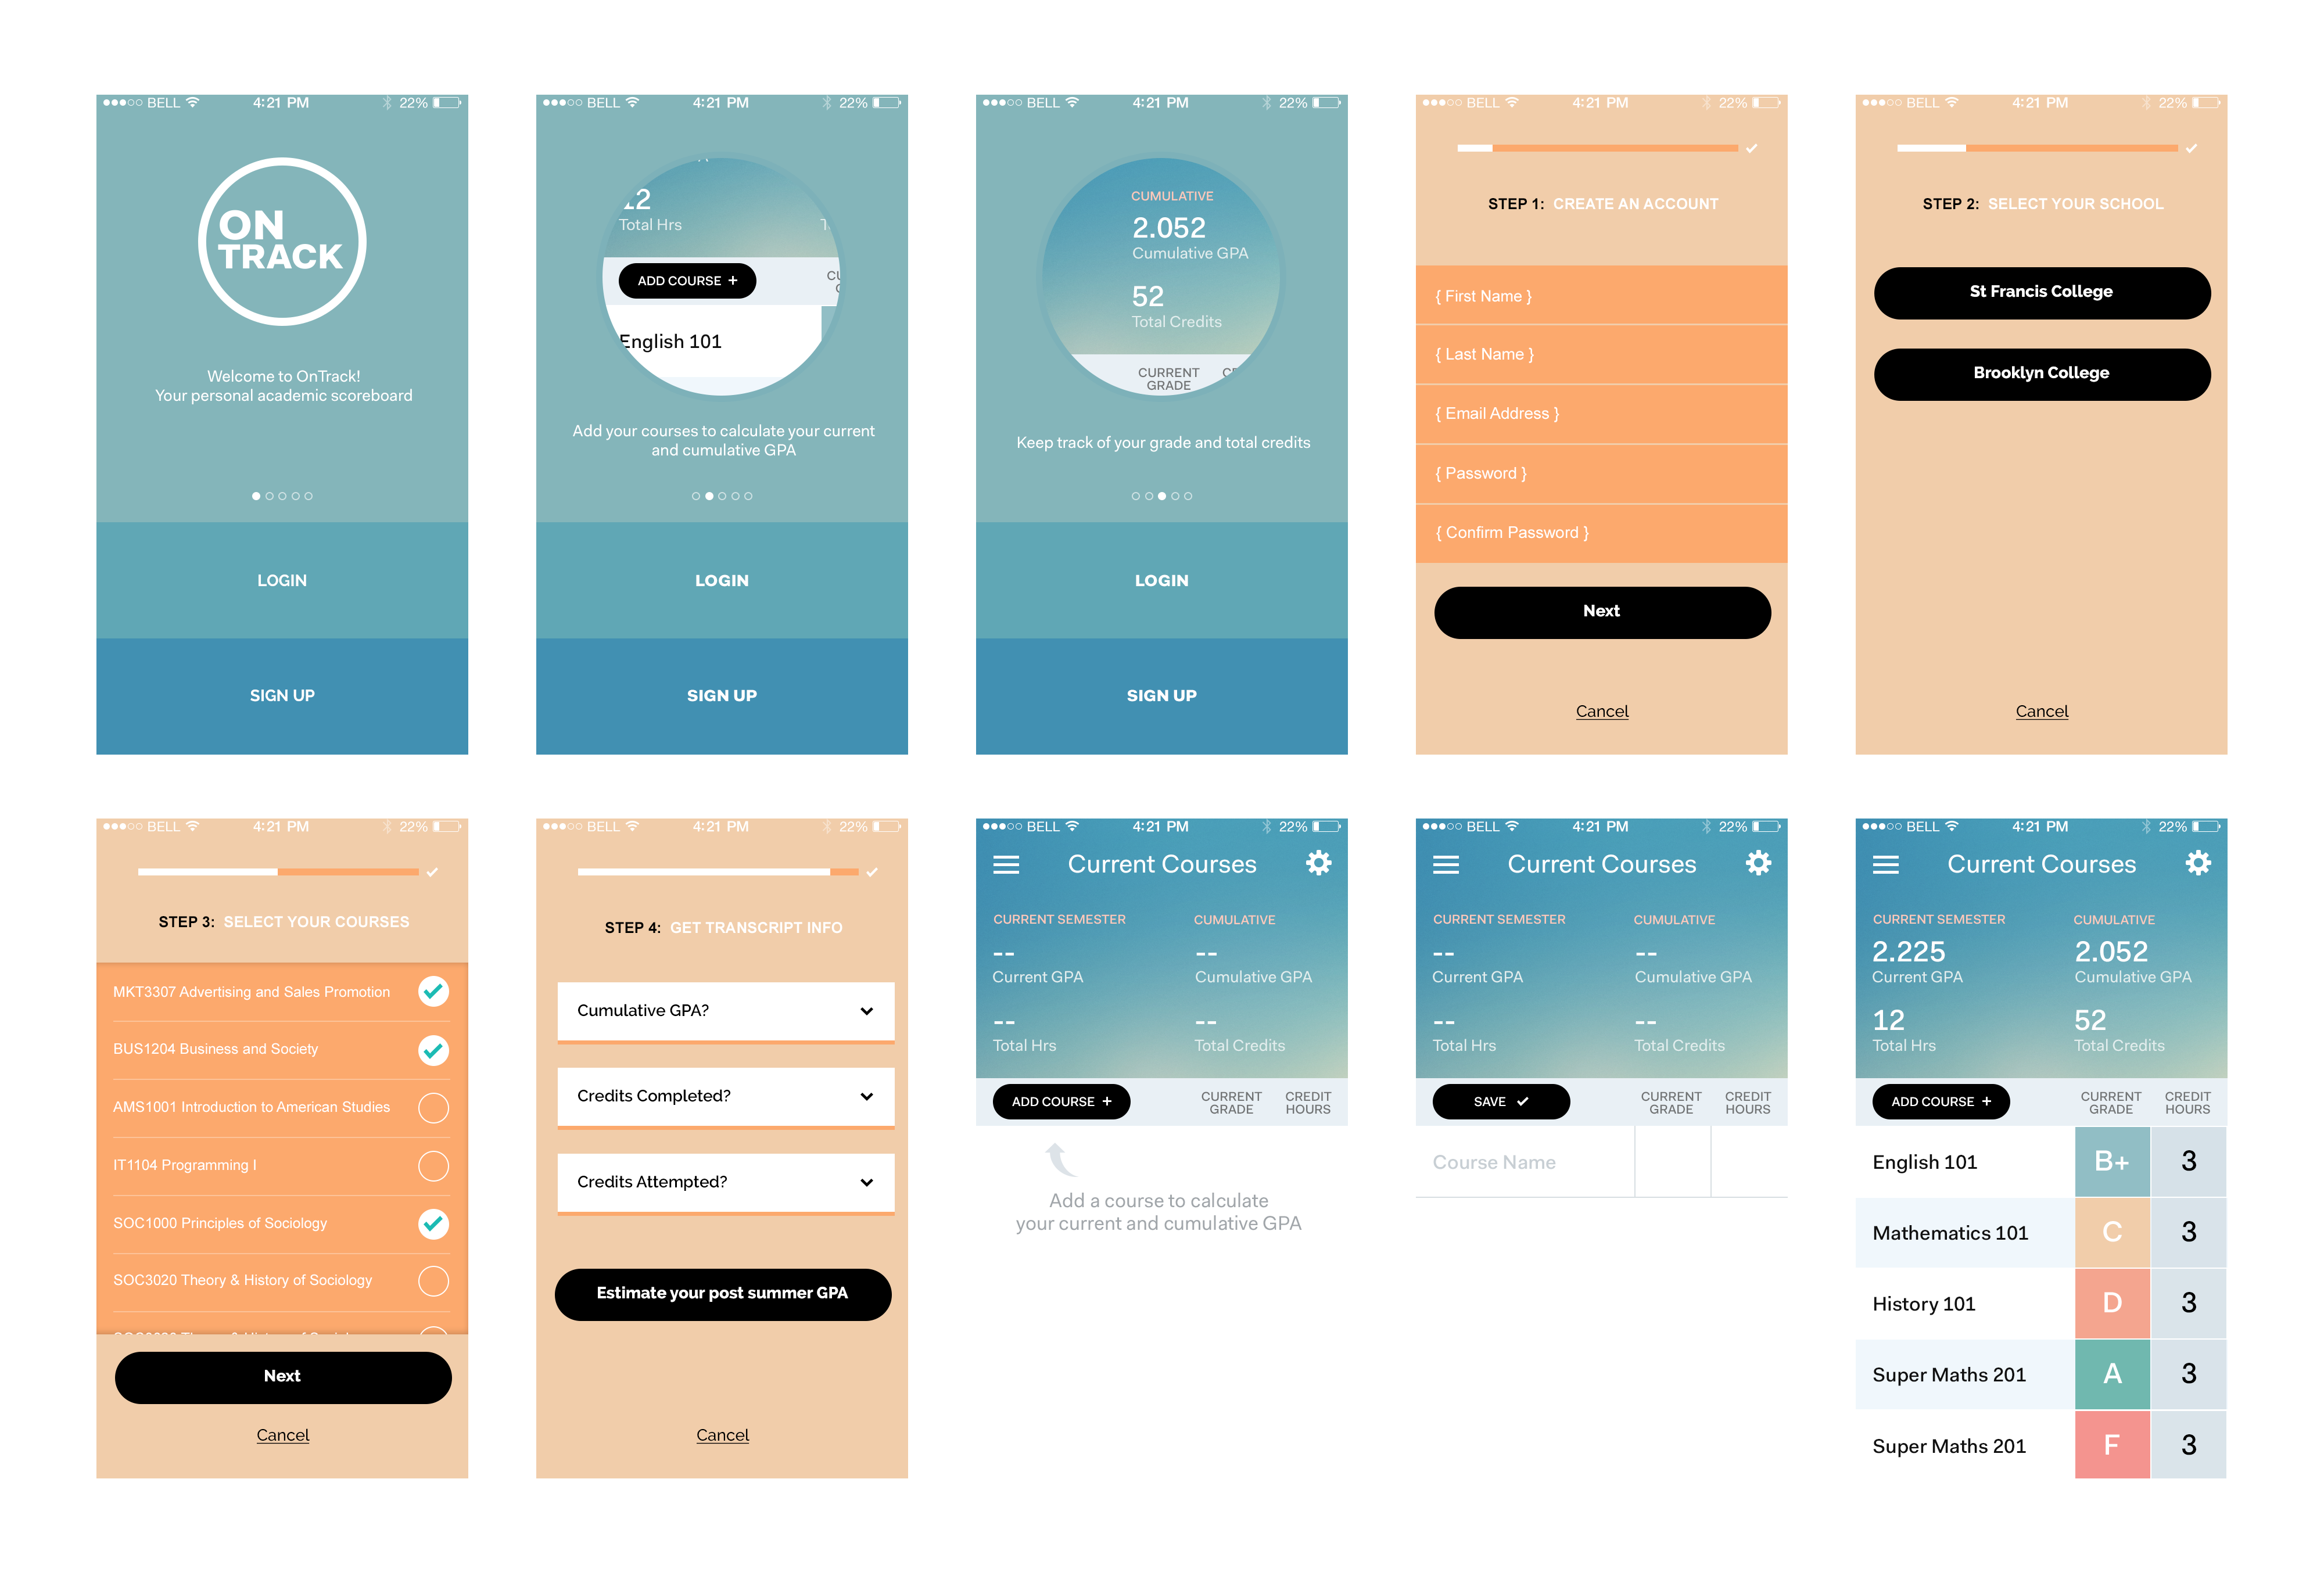 BELL 4:21 PM 22%
ON
TRACK
Welcome to OnTrack!
Your personal academic scoreboard
LOGIN
SIGN UP
BELL 4:21 PM 22%
12
Total Hrs
ADD COURSE +
English 101
Add your courses to calculate your current
and cumulative GPA
LOGIN
SIGN UP
BELL 4:21 PM 22%
CUMULATIVE
2.052
Cumulative GPA
52
Total Credits
CURRENT
GRADE
Keep track of your grade and total credits
LOGIN
SIGN UP
BELL 4:21 PM 22%
STEP 1: CREATE AN ACCOUNT
{ First Name }
{ Last Name }
{ Email Address }
{ Password }
{ Confirm Password }
Next
Cancel
BELL 4:21 PM 22%
STEP 2: SELECT YOUR SCHOOL
St Francis College
Brooklyn College
Cancel
BELL 4:21 PM 22%
STEP 3: SELECT YOUR COURSES
MKT3307 Advertising and Sales Promotion
BUS1204 Business and Society
AMS1001 Introduction to American Studies
IT1104 Programming I
SOC1000 Principles of Sociology
SOC3020 Theory & History of Sociology
Next
Cancel
BELL 4:21 PM 22%
STEP 4: GET TRANSCRIPT INFO
Cumulative GPA?
Credits Completed?
Credits Attempted?
Estimate your post summer GPA
Cancel
BELL 4:21 PM 22%
Current Courses
CURRENT SEMESTER CUMULATIVE
-- --
Current GPA Cumulative GPA
-- --
Total Hrs Total Credits
ADD COURSE + CURRENT GRADE CREDIT HOURS
Add a course to calculate
your current and cumulative GPA
BELL 4:21 PM 22%
Current Courses
CURRENT SEMESTER CUMULATIVE
-- --
Current GPA Cumulative GPA
-- --
Total Hrs Total Credits
SAVE CURRENT GRADE CREDIT HOURS
Course Name
BELL 4:21 PM 22%
Current Courses
CURRENT SEMESTER CUMULATIVE
2.225 2.052
Current GPA Cumulative GPA
12 52
Total Hrs Total Credits
ADD COURSE + CURRENT GRADE CREDIT HOURS
English 101 B+ 3
Mathematics 101 C 3
History 101 D 3
Super Maths 201 A 3
Super Maths 201 F 3